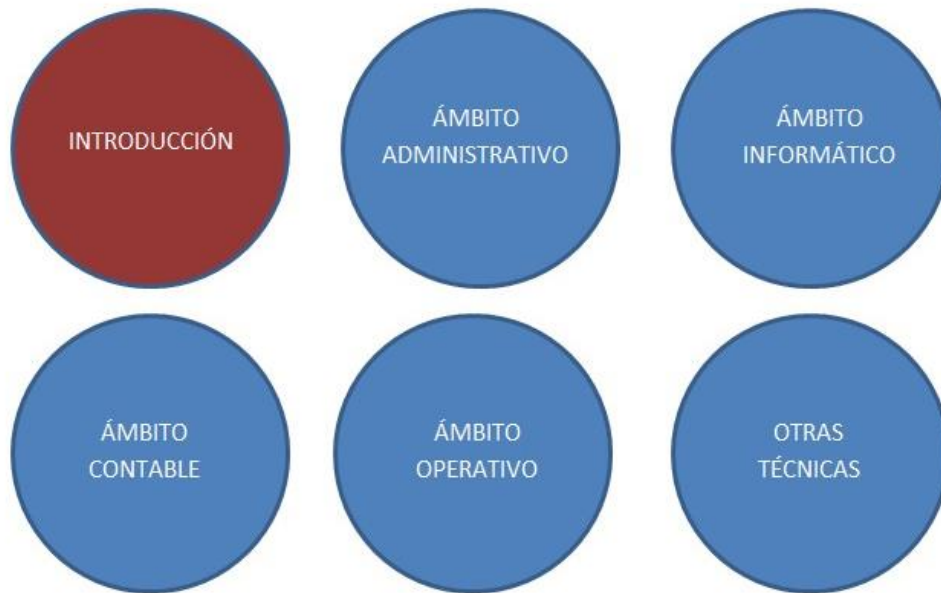 INTRODUCCIÓN
ÁMBITO
ADMINISTRATIVO
ÁMBITO
INFORMÁTICO
ÁMBITO
CONTABLE
ÁMBITO
OPERATIVO
OTRAS
TÉCNICAS